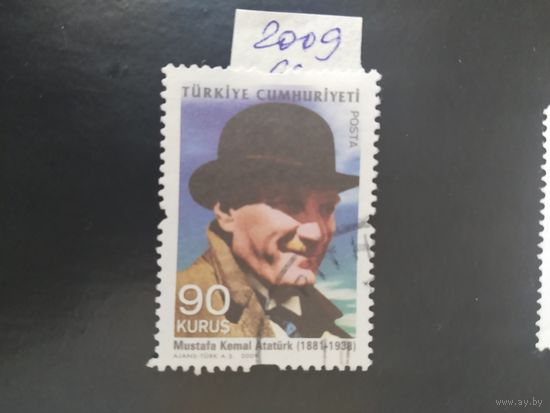 2009
TÜRKİYE CUMHURİYETİ
POSTA
90
KURUŞ
Mustafa Kemal Atatürk (1881-1938)
AJANS-TÜRK A.Ş. 2009
www.ay.by